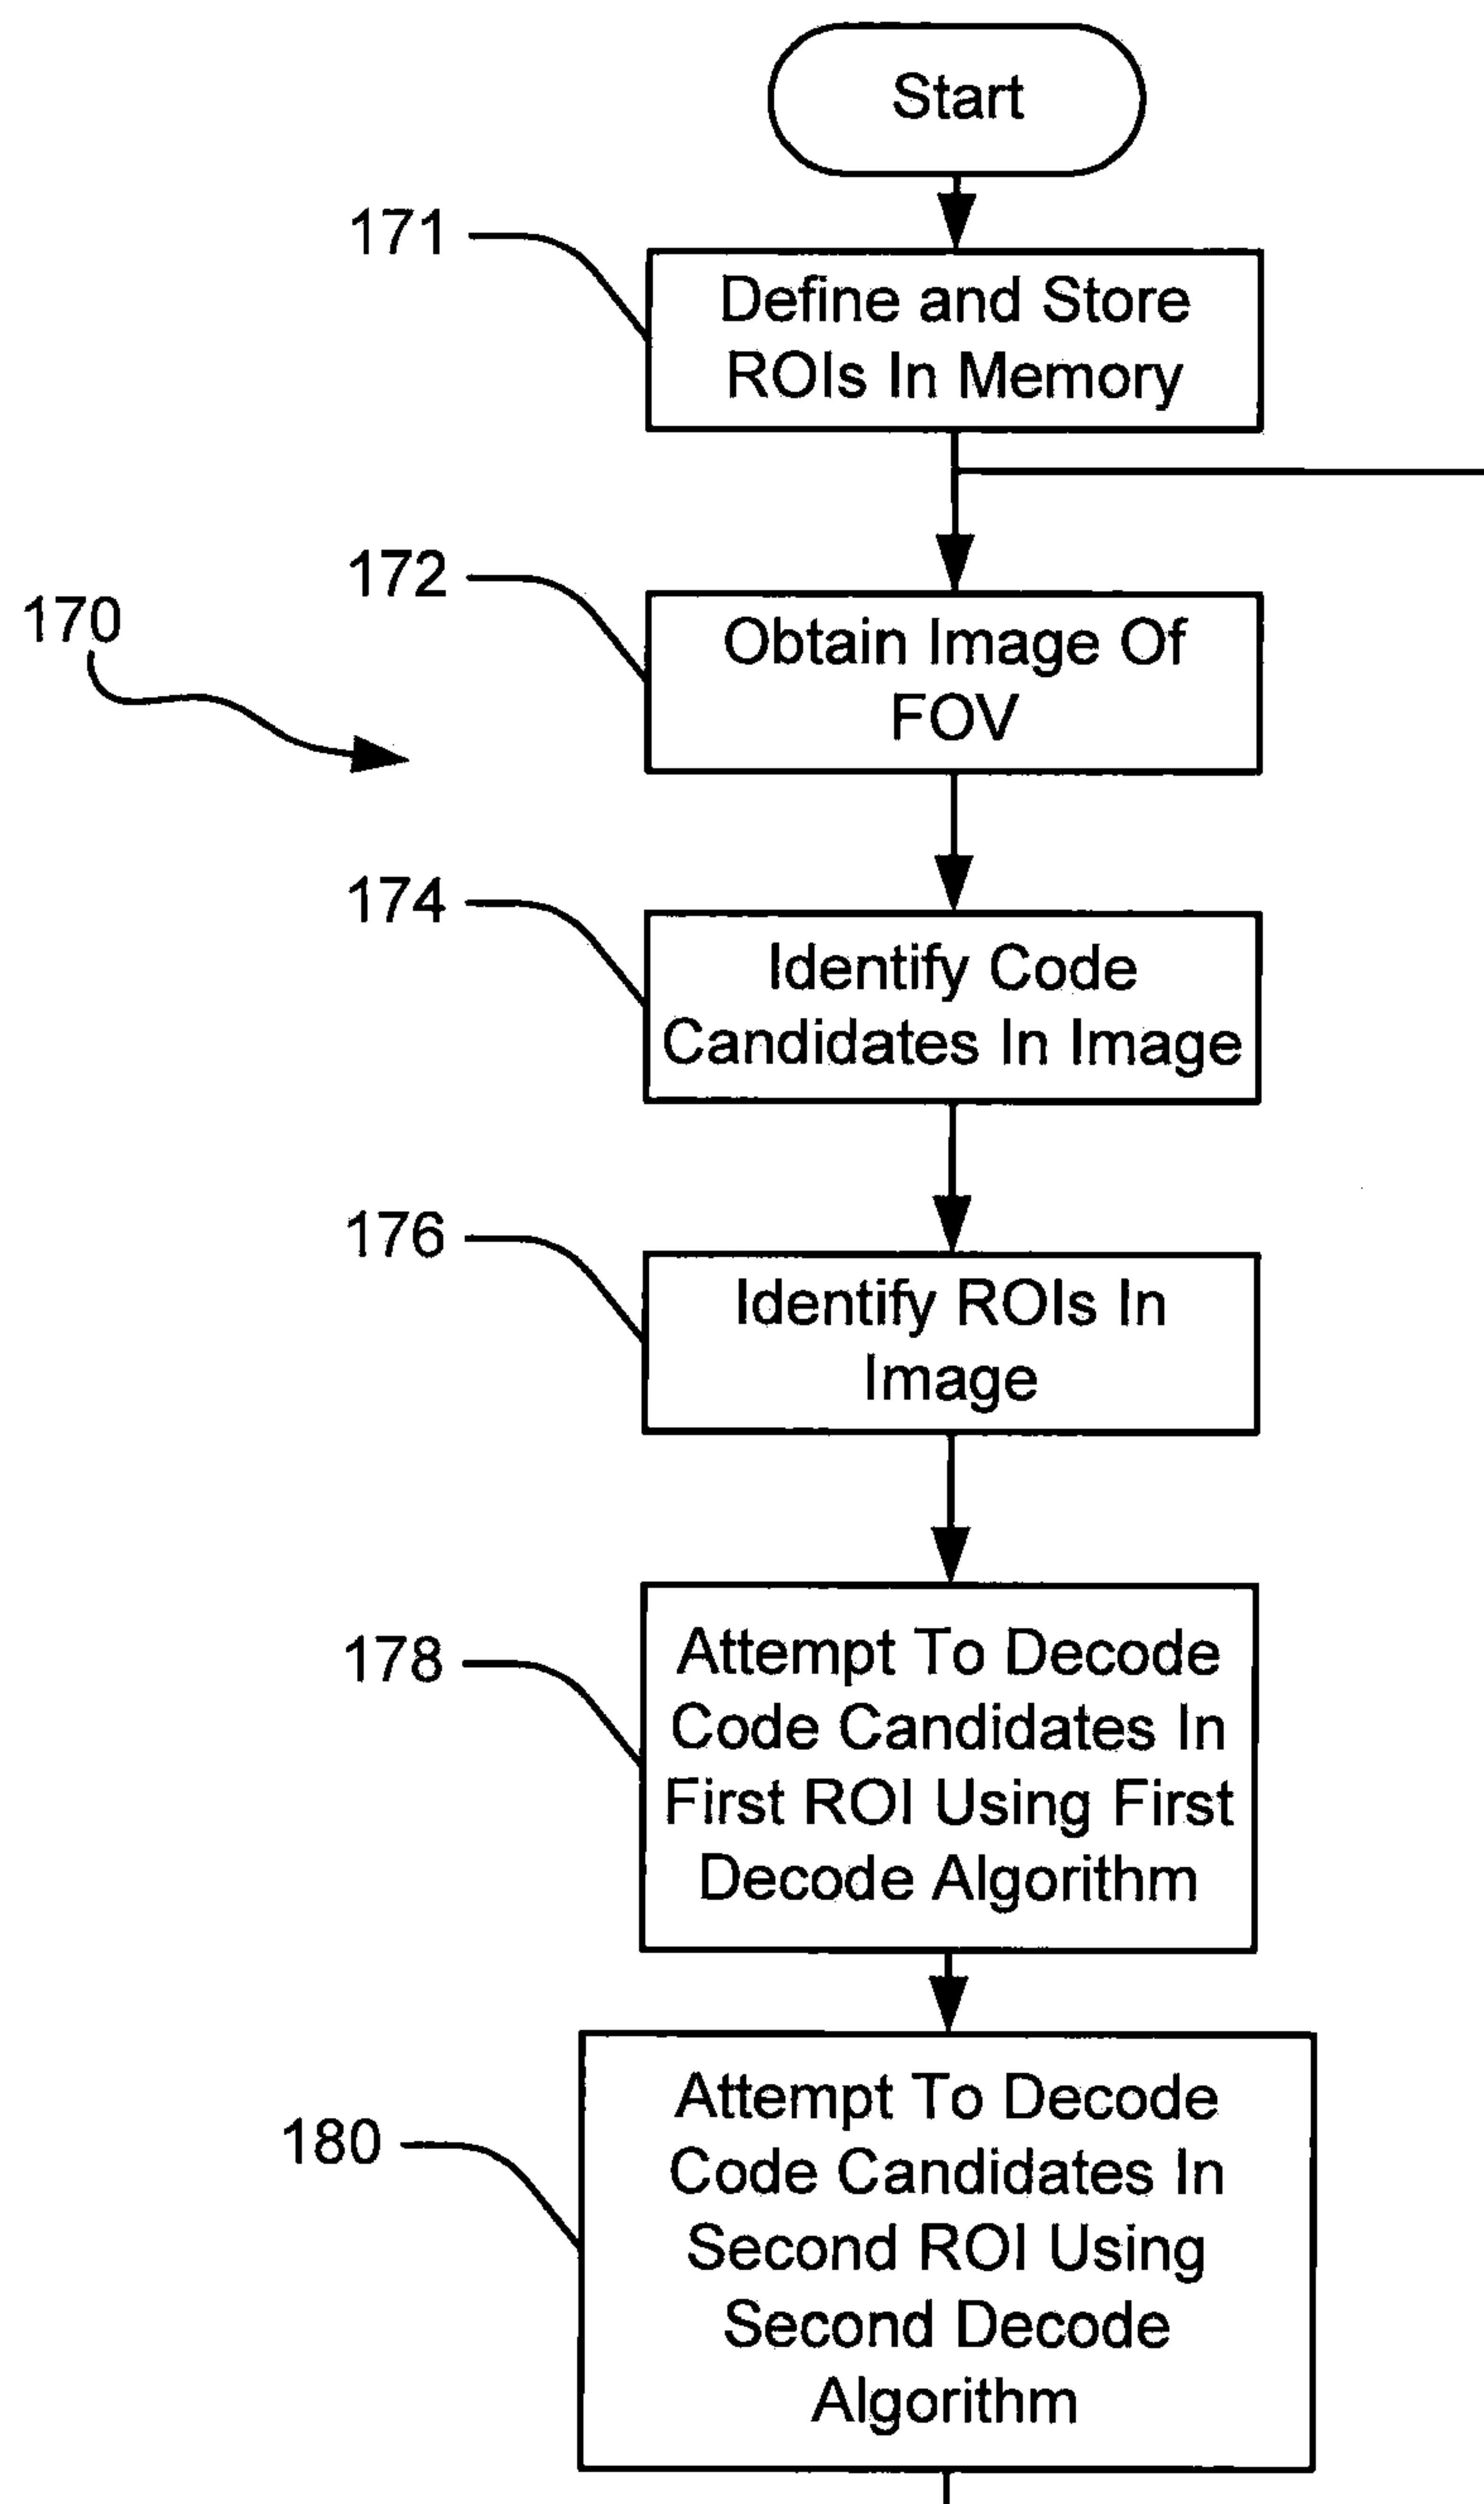 Start
171
Define and Store
ROIs In Memory
172
170
Obtain Image Of
FOV
174
Identify Code
Candidates In Image
176
Identify ROIs In
Image
178
Attempt To Decode
Code Candidates In
First ROI Using First
Decode Algorithm
180
Attempt To Decode
Code Candidates In
Second ROI Using
Second Decode
Algorithm